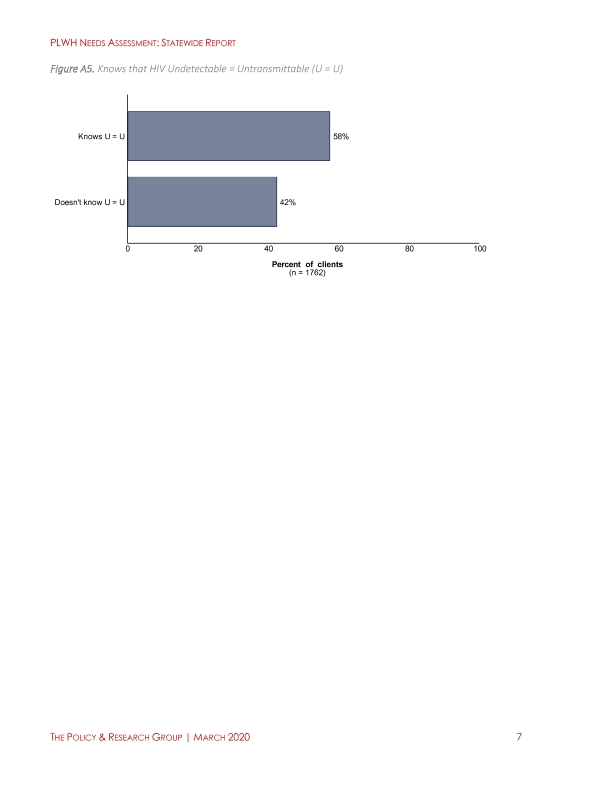 PLWH NEEDS ASSESSMENT: STATEWIDE REPORT
Figure A5. Knows that HIV Undetectable = Untransmittable (U = U)
Knows U = U
58%
Doesn't know U = U
42%
0 20 40 60 80 100
Percent of clients
(n = 1762)
THE POLICY & RESEARCH GROUP | MARCH 2020 7